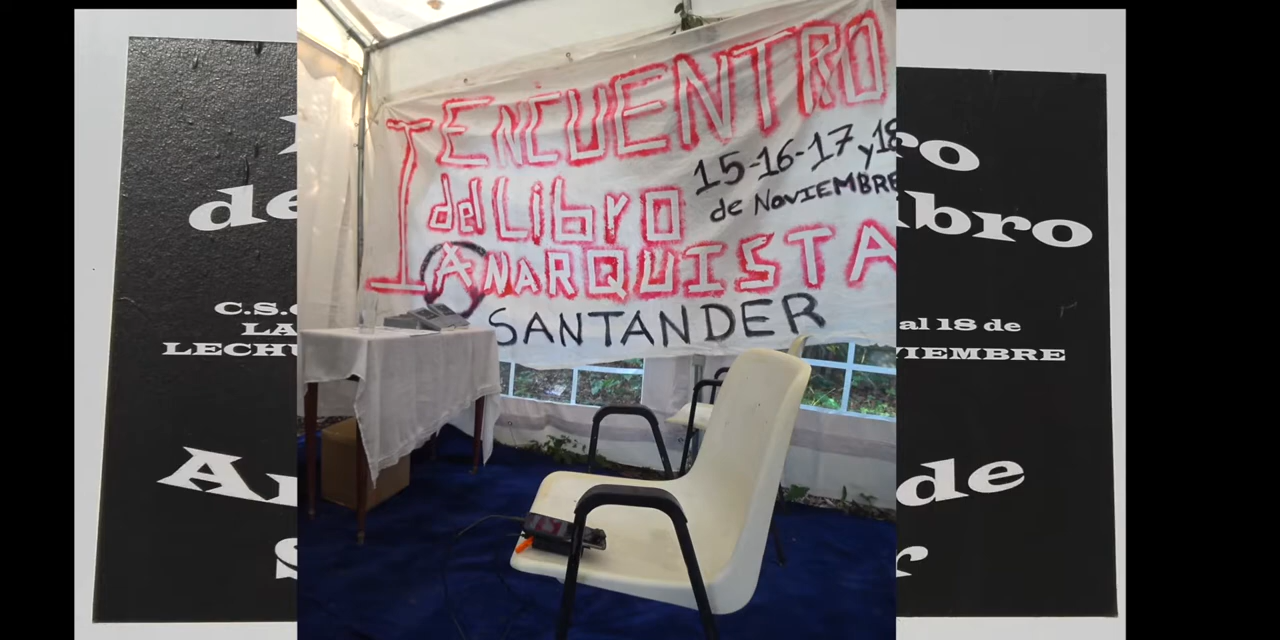 I ENCUENTRO
del LibrO
15-16-17 y 18
de NoviEMBRE
ANARQUISTA
SANTANDER
ro
de bro
C.S.
LA al 18 de
LECHU VIEMBRE
A de
S r